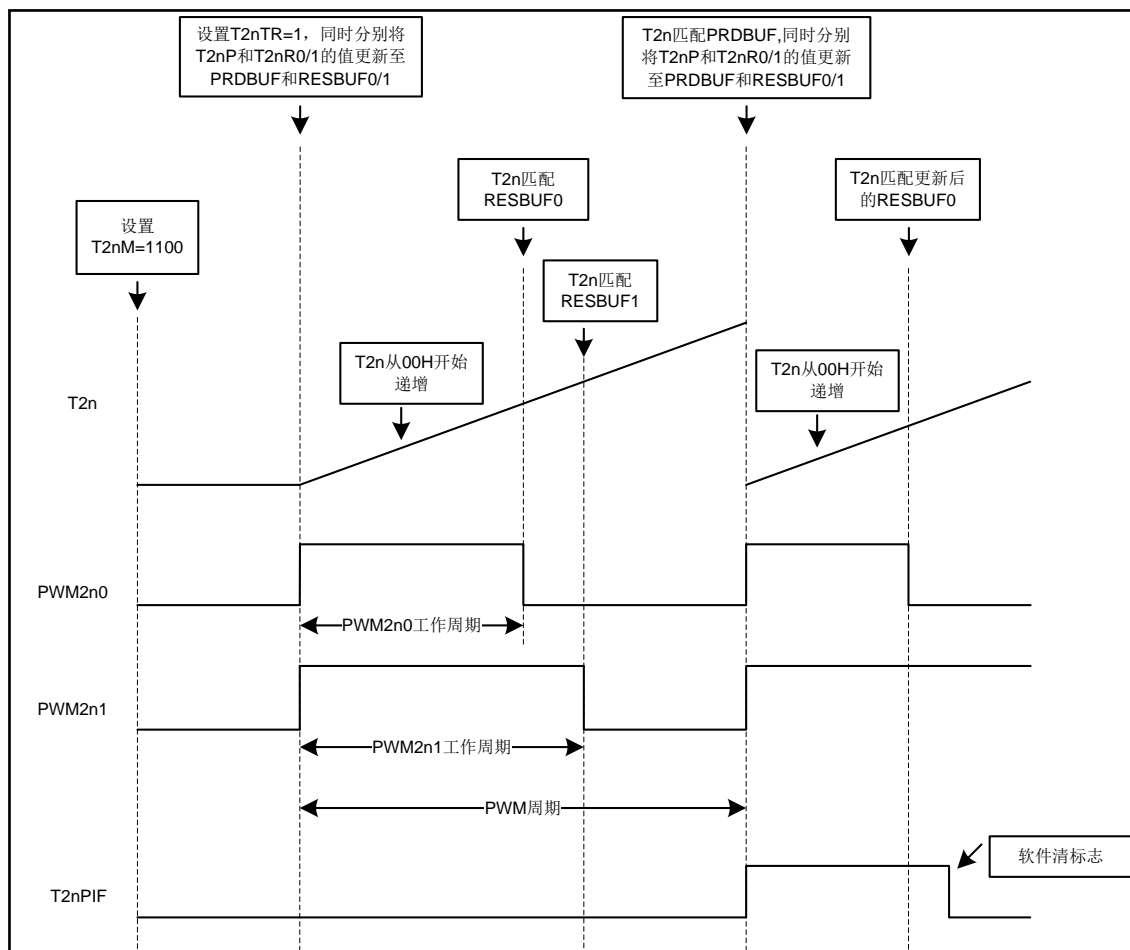 设置T2nTR=1，同时分别将
T2nP和T2nR0/1的值更新至
PRDBUF和RESBUF0/1
T2n匹配PRDBUF,同时分别
将T2nP和T2nR0/1的值更新
至PRDBUF和RESBUF0/1
T2n匹配
RESBUF0
T2n匹配更新后
的RESBUF0
设置
T2nM=1100
T2n匹配
RESBUF1
T2n从00H开始
递增
T2n从00H开始
递增
T2n
PWM2n0
PWM2n0工作周期
PWM2n1
PWM2n1工作周期
PWM周期
软件清标志
T2nPIF